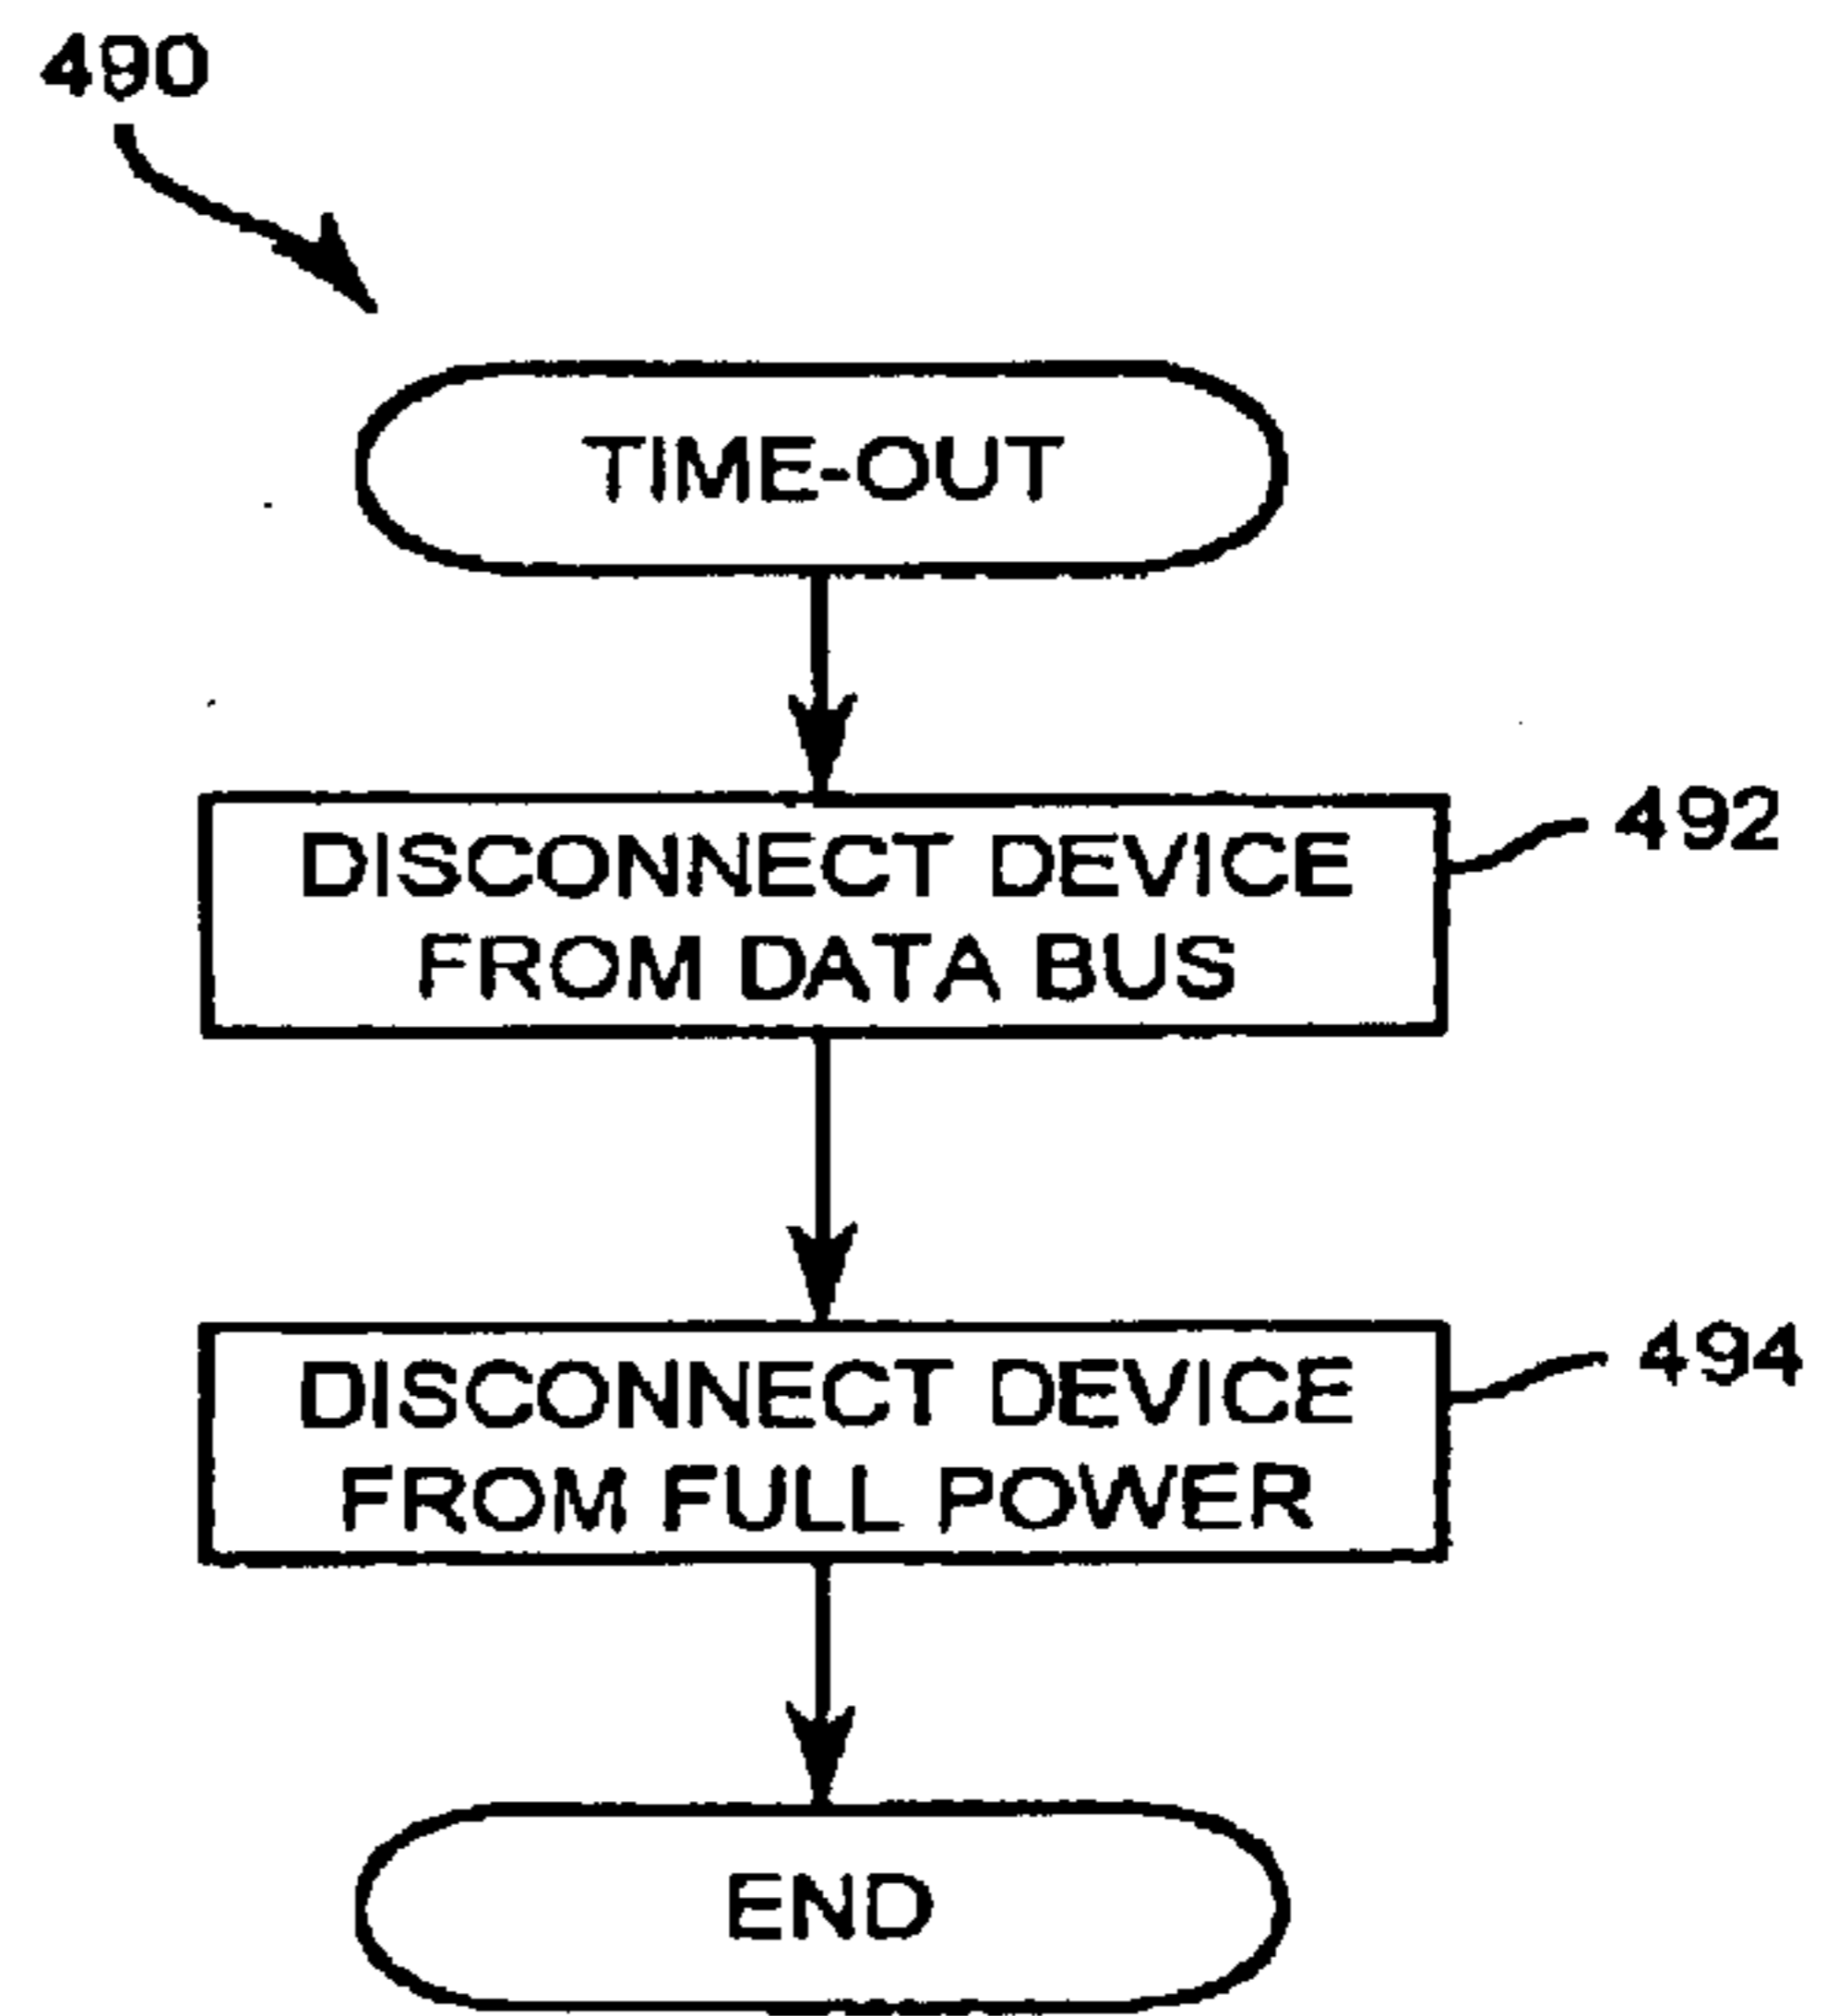 490
TIME-OUT
DISCONNECT DEVICE
FROM DATA BUS
492
DISCONNECT DEVICE
FROM FULL POWER
494
END